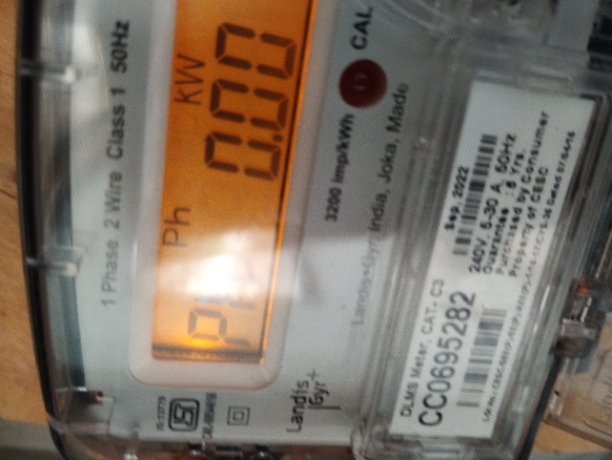 1 Phase 2 Wire Class 1 50Hz
Ph kW
0.00
3200 imp/kWh CAL
Landis+Gyr India, Joka, Made
IS:13779
Landis
Gyr+
DLMS Meter, CAT- C3
CC0695282
Sep, 2022
240V, 5-30 A, 50Hz
Guarantee : 5 Yrs.
Purchased by Consumer
Property of CESC